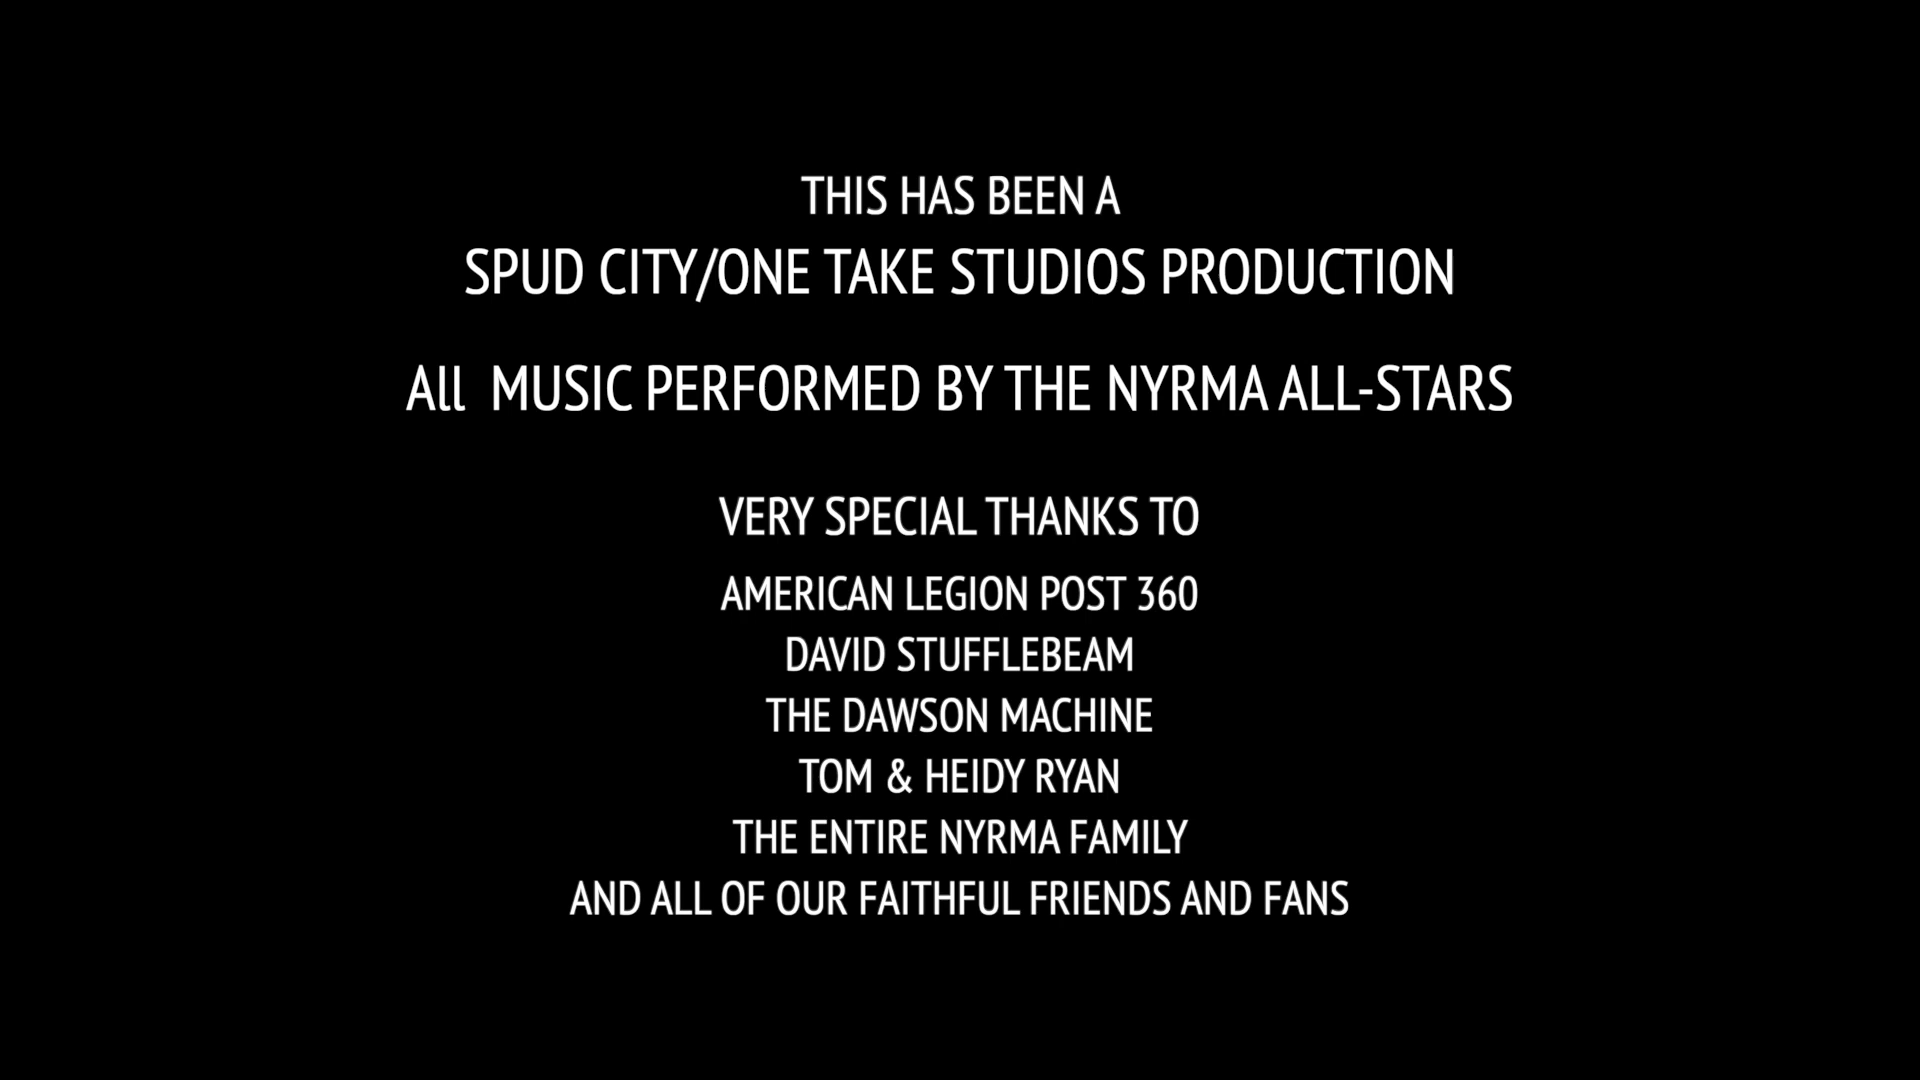 THIS HAS BEEN A
SPUD CITY/ONE TAKE STUDIOS PRODUCTION
All  MUSIC PERFORMED BY THE NYRMA ALL-STARS
VERY SPECIAL THANKS TO
AMERICAN LEGION POST 360
DAVID STUFFLEBEAM
THE DAWSON MACHINE
TOM & HEIDY RYAN
THE ENTIRE NYRMA FAMILY
AND ALL OF OUR FAITHFUL FRIENDS AND FANS